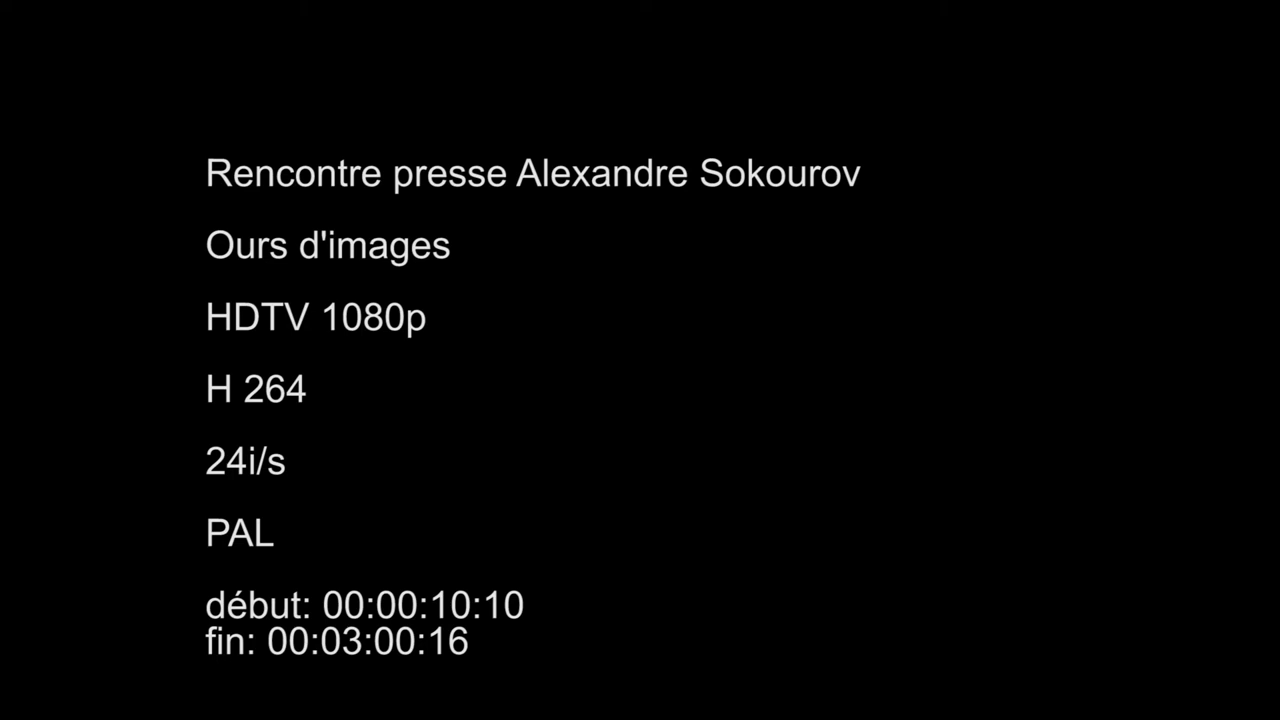 Rencontre presse Alexandre Sokourov
Ours d'images
HDTV 1080p
H 264
24i/s
PAL
début: 00:00:10:10
fin: 00:03:00:16